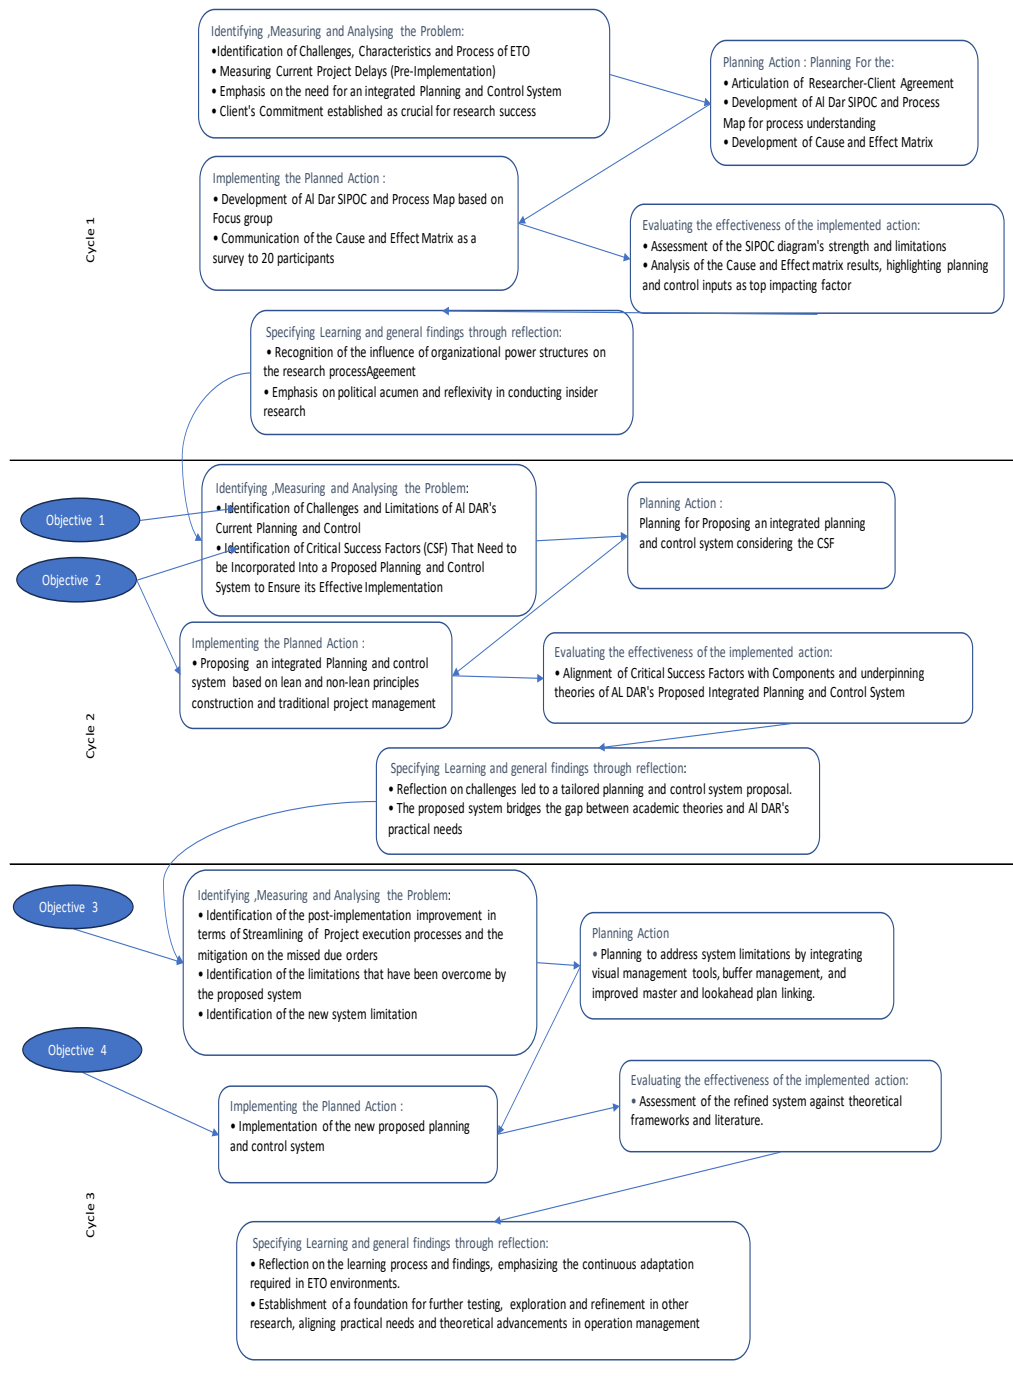 Identifying ,Measuring and Analysing the Problem:
•Identification of Challenges, Characteristics and Process of ETO
• Measuring Current Project Delays (Pre-Implementation)
• Emphasis on the need for an integrated Planning and Control System
• Client's Commitment established as crucial for research success
Planning Action : Planning For the:
• Articulation of Researcher-Client Agreement
• Development of Al Dar SIPOC and Process
Map for process understanding
• Development of Cause and Effect Matrix
Implementing the Planned Action :
• Development of Al Dar SIPOC and Process Map based on
Focus group
• Communication of the Cause and Effect Matrix as a
survey to 20 participants
Evaluating the effectiveness of the implemented action:
• Assessment of the SIPOC diagram's strength and limitations
• Analysis of the Cause and Effect matrix results, highlighting planning
and control inputs as top impacting factor
Cycle 1
Specifying Learning and general findings through reflection:
• Recognition of the influence of organizational power structures on
the research processAgeement
• Emphasis on political acumen and reflexivity in conducting insider
research
Objective 1
Objective 2
Identifying ,Measuring and Analysing the Problem:
• Identification of Challenges and Limitations of Al DAR's
Current Planning and Control
• Identification of Critical Success Factors (CSF) That Need to
be Incorporated Into a Proposed Planning and Control
System to Ensure its Effective Implementation
Planning Action :
Planning for Proposing an integrated planning
and control system considering the CSF
Implementing the Planned Action :
• Proposing an integrated Planning and control
system based on lean and non-lean principles
construction and traditional project management
Evaluating the effectiveness of the implemented action:
• Alignment of Critical Success Factors with Components and underpinning
theories of AL DAR's Proposed Integrated Planning and Control System
Cycle 2
Specifying Learning and general findings through reflection:
• Reflection on challenges led to a tailored planning and control system proposal.
• The proposed system bridges the gap between academic theories and Al DAR's
practical needs
Objective 3
Identifying ,Measuring and Analysing the Problem:
• Identification of the post-implementation improvement in
terms of Streamlining of Project execution processes and the
mitigation on the missed due orders
• Identification of the limitations that have been overcome by
the proposed system
• Identification of the new system limitation
Planning Action
• Planning to address system limitations by integrating
visual management tools, buffer management, and
improved master and lookahead plan linking.
Objective 4
Implementing the Planned Action :
• Implementation of the new proposed planning
and control system
Evaluating the effectiveness of the implemented action:
• Assessment of the refined system against theoretical
frameworks and literature.
Cycle 3
Specifying Learning and general findings through reflection:
• Reflection on the learning process and findings, emphasizing the continuous adaptation
required in ETO environments.
• Establishment of a foundation for further testing, exploration and refinement in other
research, aligning practical needs and theoretical advancements in operation management